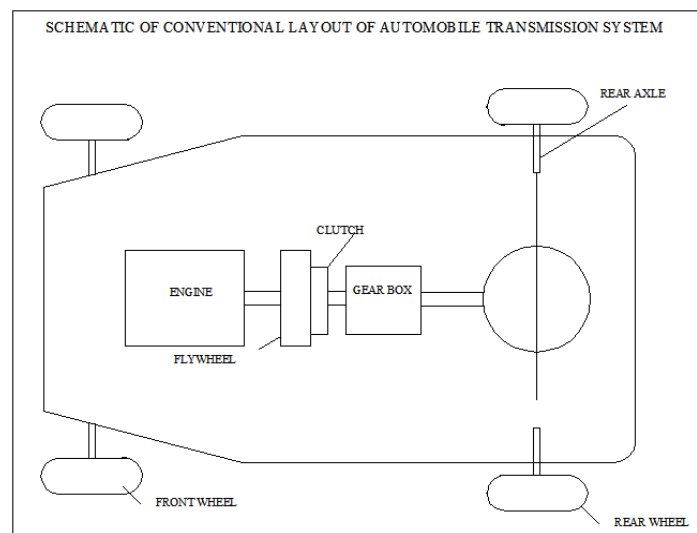 SCHEMATIC OF CONVENTIONAL LAYOUT OF AUTOMOBILE TRANSMISSION SYSTEM
REAR AXLE
CLUTCH
ENGINE
GEAR BOX
FLYWHEEL
FRONT WHEEL
REAR WHEEL